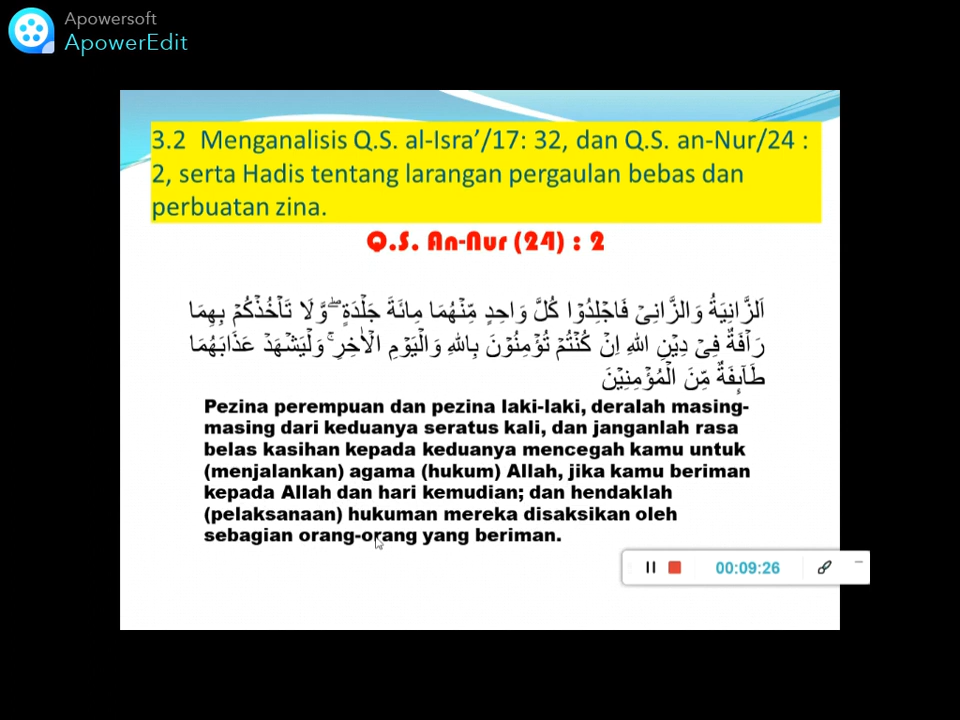 Apowersoft
ApowerEdit
3.2 Menganalisis Q.S. al-Isra’/17: 32, dan Q.S. an-Nur/24 :
2, serta Hadis tentang larangan pergaulan bebas dan
perbuatan zina.
Q.S. An-Nur (24) : 2
اَلزَّانِيَةُ وَالزَّانِيْ فَاجْلِدُوْا كُلَّ وَاحِدٍ مِّنْهُمَا مِائَةَ جَلْدَةٍ ۖ وَّلَا تَأْخُذْكُمْ بِهِمَا
رَأْفَةٌ فِيْ دِيْنِ اللهِ اِنْ كُنْتُمْ تُؤْمِنُوْنَ بِاللهِ وَالْيَوْمِ الْاٰخِرِ ۚ وَلْيَشْهَدْ عَذَابَهُمَا
طَاۤىِٕفَةٌ مِّنَ الْمُؤْمِنِيْنَ
Pezina perempuan dan pezina laki-laki, deralah masing-
masing dari keduanya seratus kali, dan janganlah rasa
belas kasihan kepada keduanya mencegah kamu untuk
(menjalankan) agama (hukum) Allah, jika kamu beriman
kepada Allah dan hari kemudian; dan hendaklah
(pelaksanaan) hukuman mereka disaksikan oleh
sebagian orang-orang yang beriman.
00:09:26